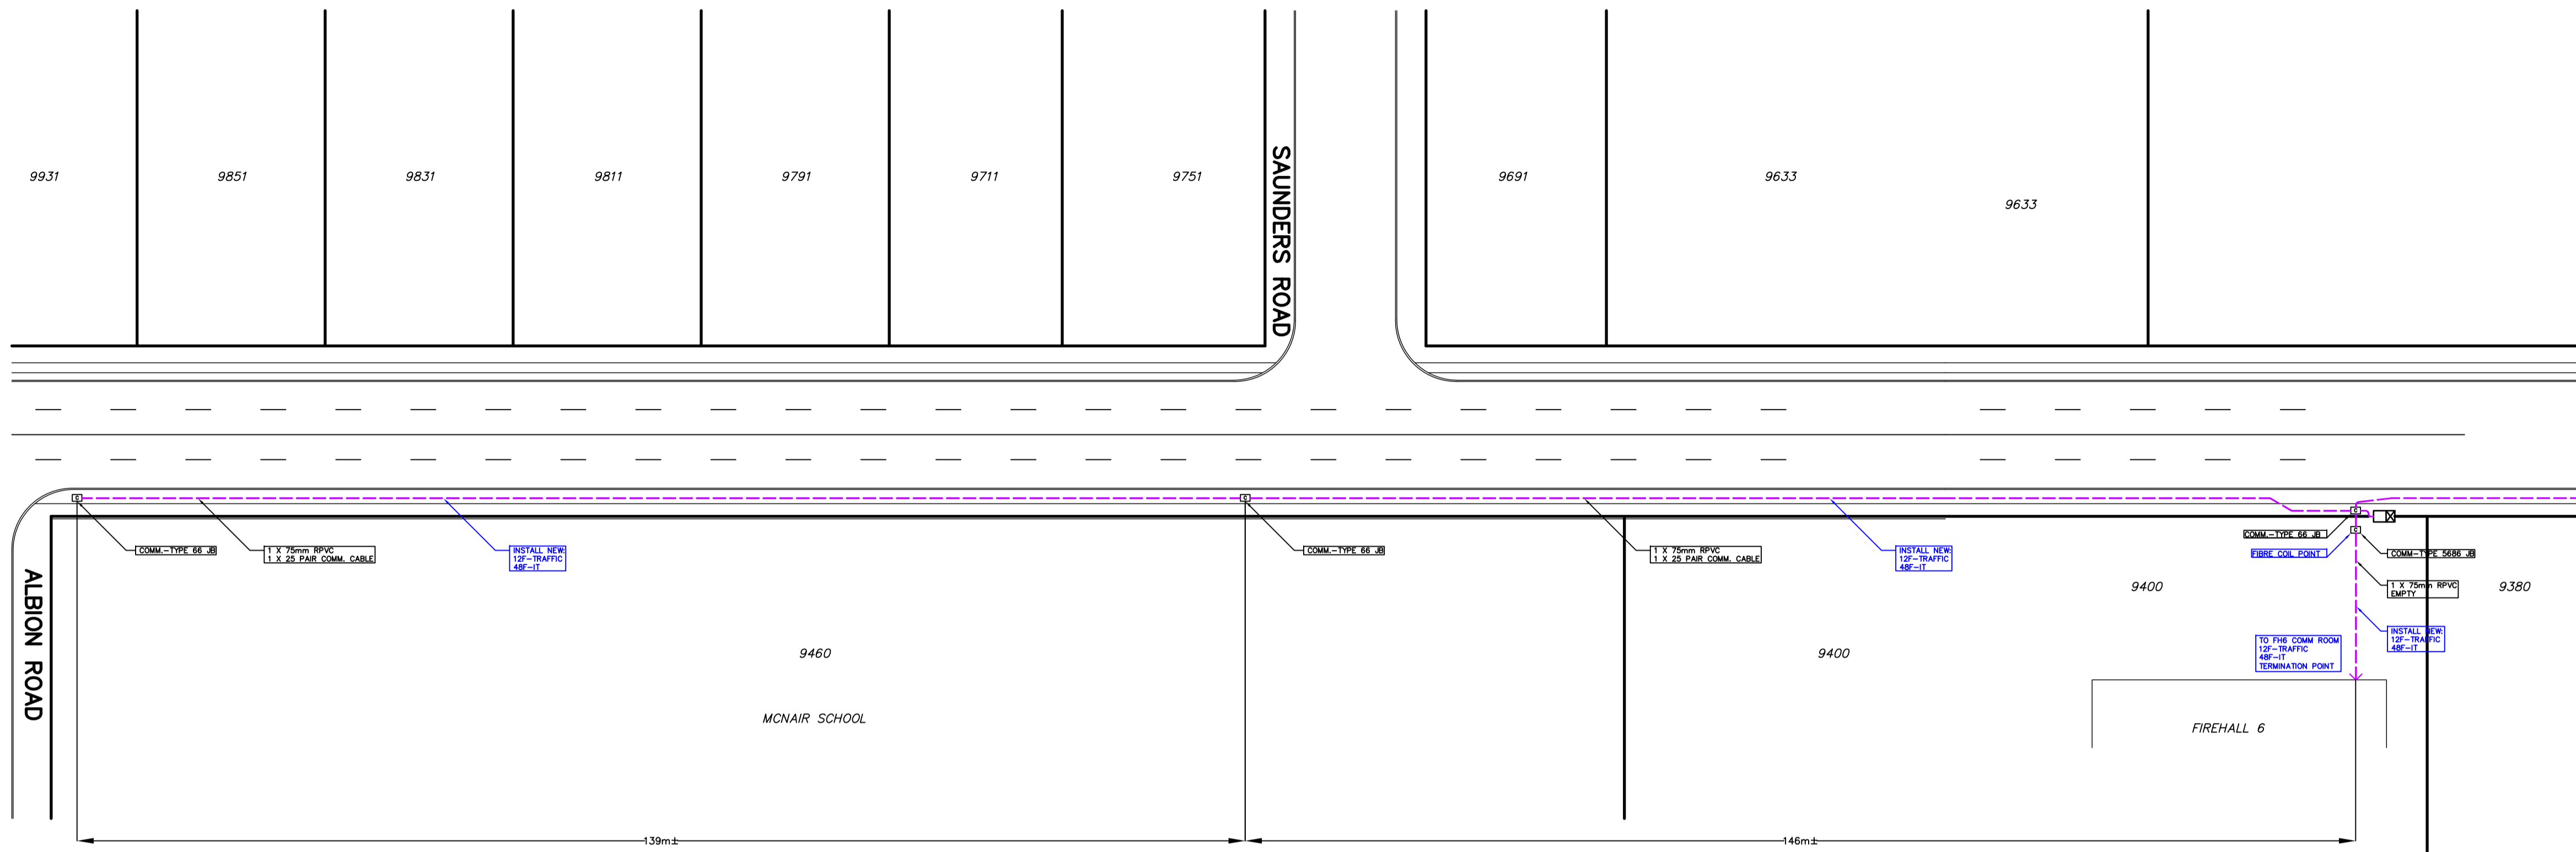 9931
9851
9831
9811
9791
9711
9751
SAUNDERS ROAD
9691
9633
9633
C
C
C
C
COMM.-TYPE 66 JB
1 X 75mm RPVC
1 X 25 PAIR COMM. CABLE
INSTALL NEW:
12F-TRAFFIC
48F-IT
COMM.-TYPE 66 JB
1 X 75mm RPVC
1 X 25 PAIR COMM. CABLE
INSTALL NEW:
12F-TRAFFIC
48F-IT
COMM.-TYPE 66 JB
FIBRE COIL POINT
COMM-TYPE 5686 JB
1 X 75mm RPVC
EMPTY
9400
9380
ALBION ROAD
INSTALL NEW:
12F-TRAFFIC
48F-IT
TO FH6 COMM ROOM
12F-TRAFFIC
48F-IT
TERMINATION POINT
9460
9400
MCNAIR SCHOOL
FIREHALL 6
139m±
146m±